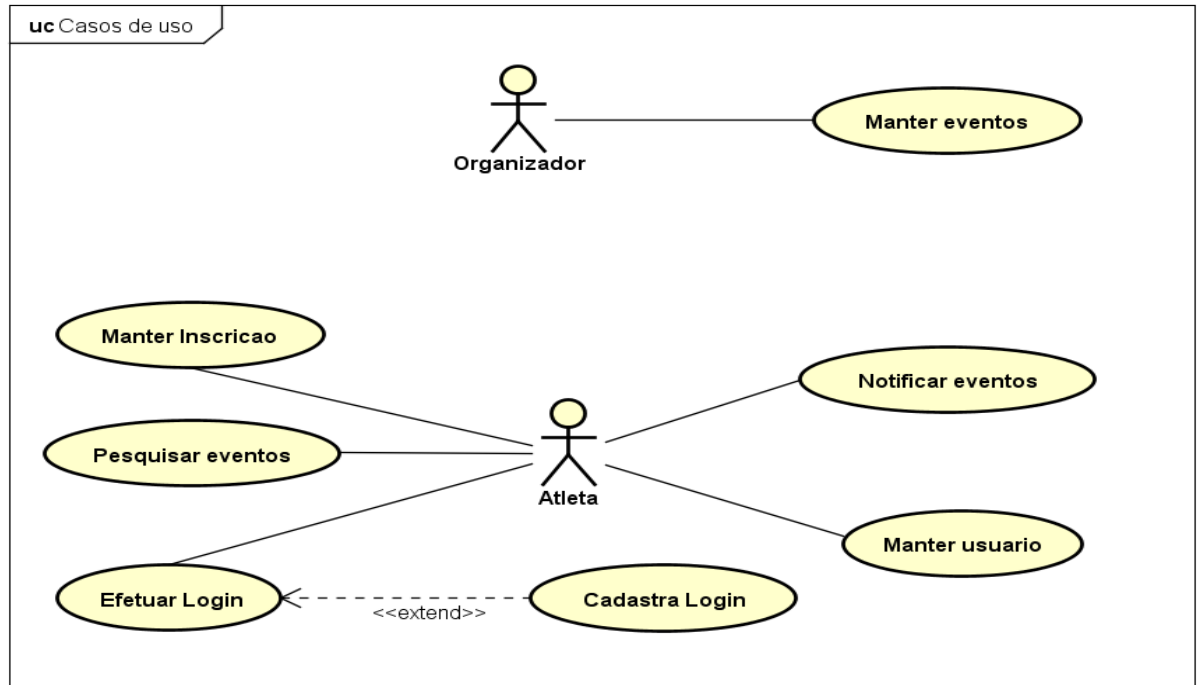 uc Casos de uso
Organizador
Manter eventos
Manter Inscricao
Notificar eventos
Pesquisar eventos
Atleta
Manter usuario
Efetuar Login
<<extend>>
Cadastra Login